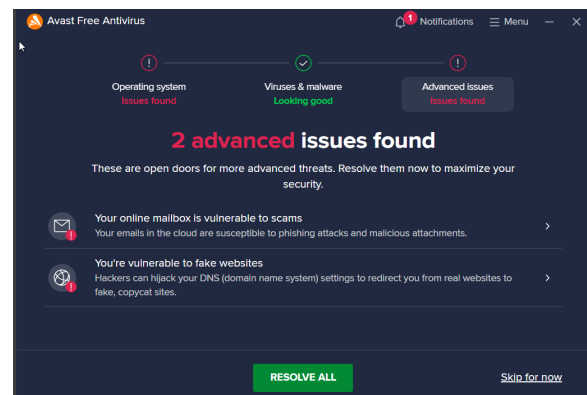 Avast Free Antivirus
1 Notifications Menu
Operating system Viruses & malware Advanced issues
Issues found Looking good Issues found
2 advanced issues found
These are open doors for more advanced threats. Resolve them now to maximize your
security.
Your online mailbox is vulnerable to scams
Your emails in the cloud are susceptible to phishing attacks and malicious attachments.
You're vulnerable to fake websites
Hackers can hijack your DNS (domain name system) settings to redirect you from real websites to
fake, copycat sites.
RESOLVE ALL Skip for now